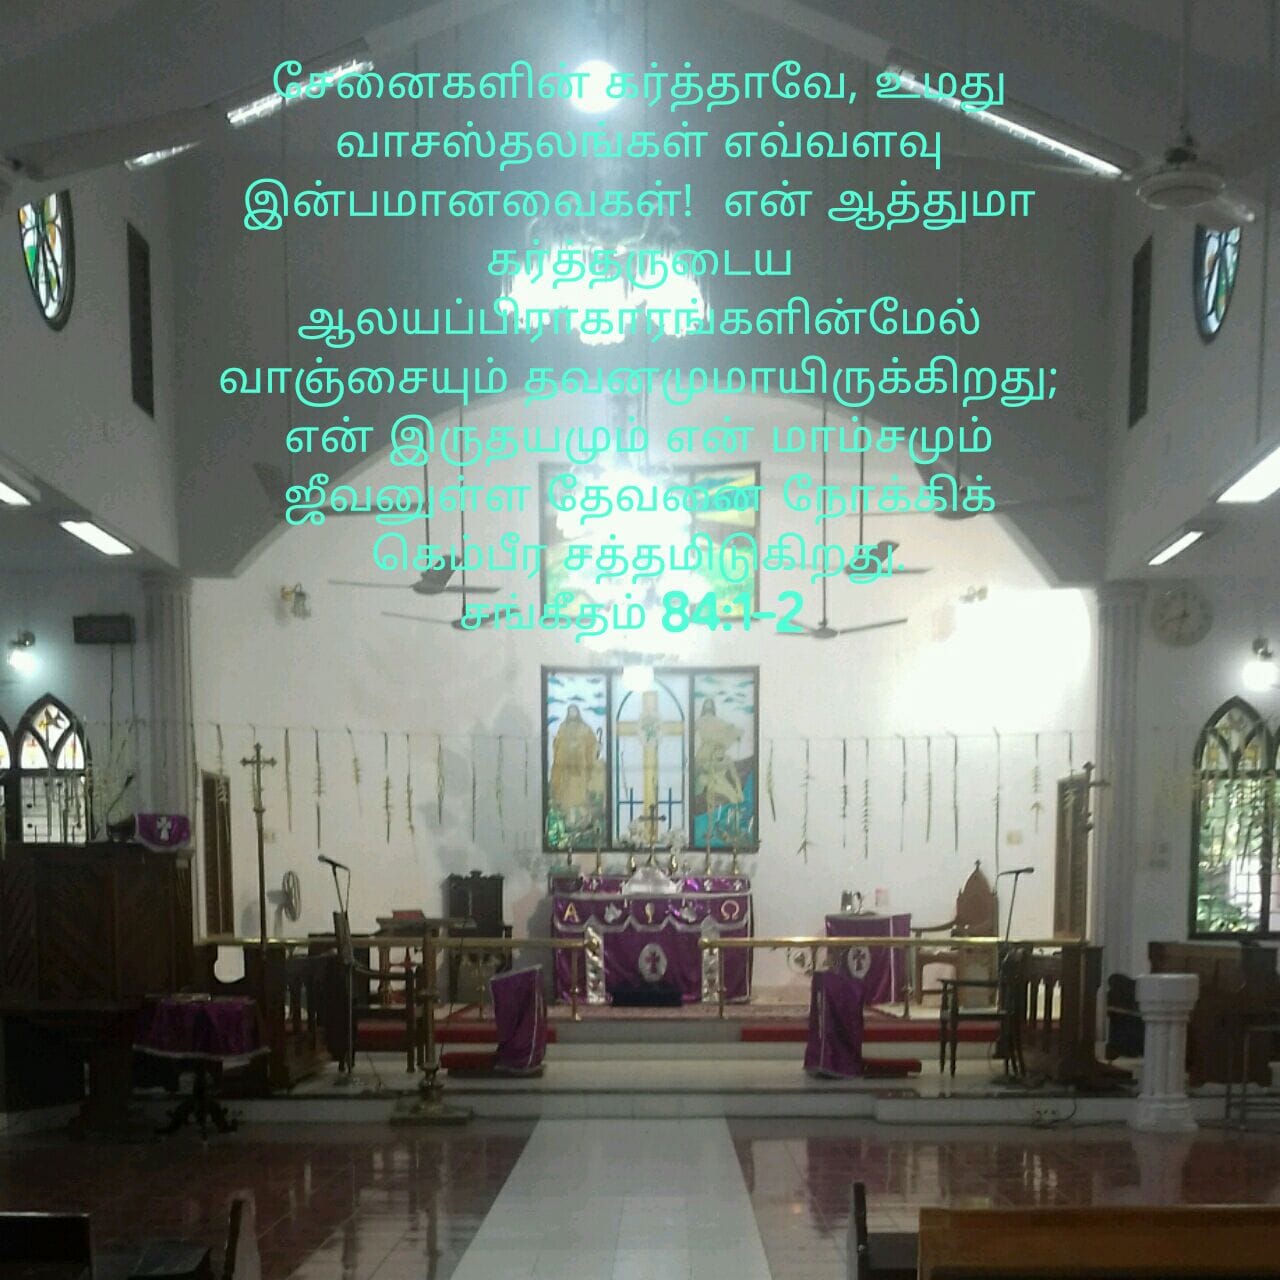 சேனைகளின் கர்த்தாவே, உமது
வாசஸ்தலங்கள் எவ்வளவு
இன்பமானவைகள்!  என் ஆத்துமா
கர்த்தருடைய
ஆலயப்பிராகாரங்களின்மேல்
வாஞ்சையும் தவனமுமாயிருக்கிறது;
என் இருதயமும் என் மாம்சமும்
ஜீவனுள்ள தேவனை நோக்கிக்
கெம்பீர சத்தமிடுகிறது.
சங்கீதம் 84:1-2
Α Ω